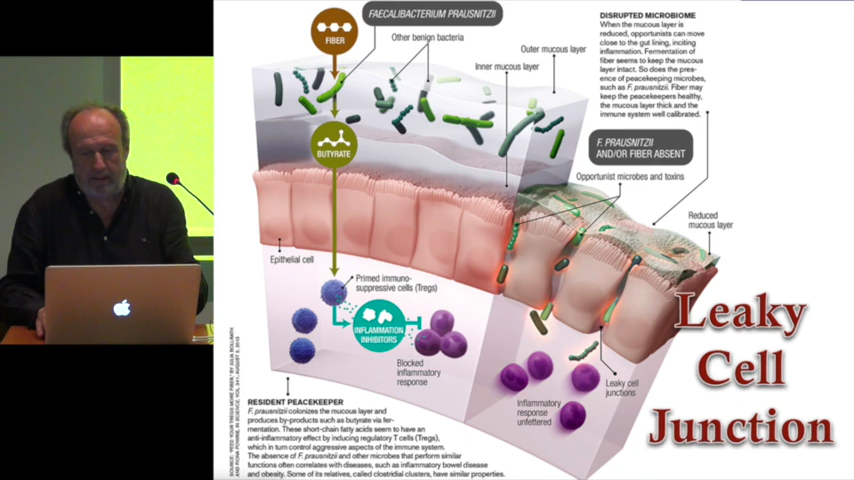 FAECALIBACTERIUM PRAUSNITZII
FIBER
Other benign bacteria
Outer mucous layer
Inner mucous layer
BUTYRATE
DISRUPTED MICROBIOME
When the mucous layer is
reduced, opportunists can move
close to the gut lining, inciting
inflammation. Fermentation of
fiber seems to keep the mucous
layer intact. So does the pres-
ence of peacekeeping microbes,
such as F. prausnitzii. Fiber may
keep the peacekeepers healthy,
the mucous layer thick and the
immune system well calibrated.
F. PRAUSNITZII
AND/OR FIBER ABSENT
Opportunist microbes and toxins
Reduced
mucous layer
Epithelial cell
Primed immuno-
suppressive cells (Tregs)
INFLAMMATION
INHIBITORS
Blocked
inflammatory
response
Inflammatory
response
unfettered
Leaky cell
junctions
Leaky
Cell
Junction
RESIDENT PEACEKEEPER
F. prausnitzii colonizes the mucous layer and
produces by-products such as butyrate via fer-
mentation. These short-chain fatty acids seem to have an
anti-inflammatory effect by inducing regulatory T cells (Tregs),
which in turn control aggressive aspects of the immune system.
The absence of F. prausnitzii and other microbes that perform similar
functions often correlates with diseases, such as inflammatory bowel disease
and obesity. Some of its relatives, called clostridial clusters, have similar properties.